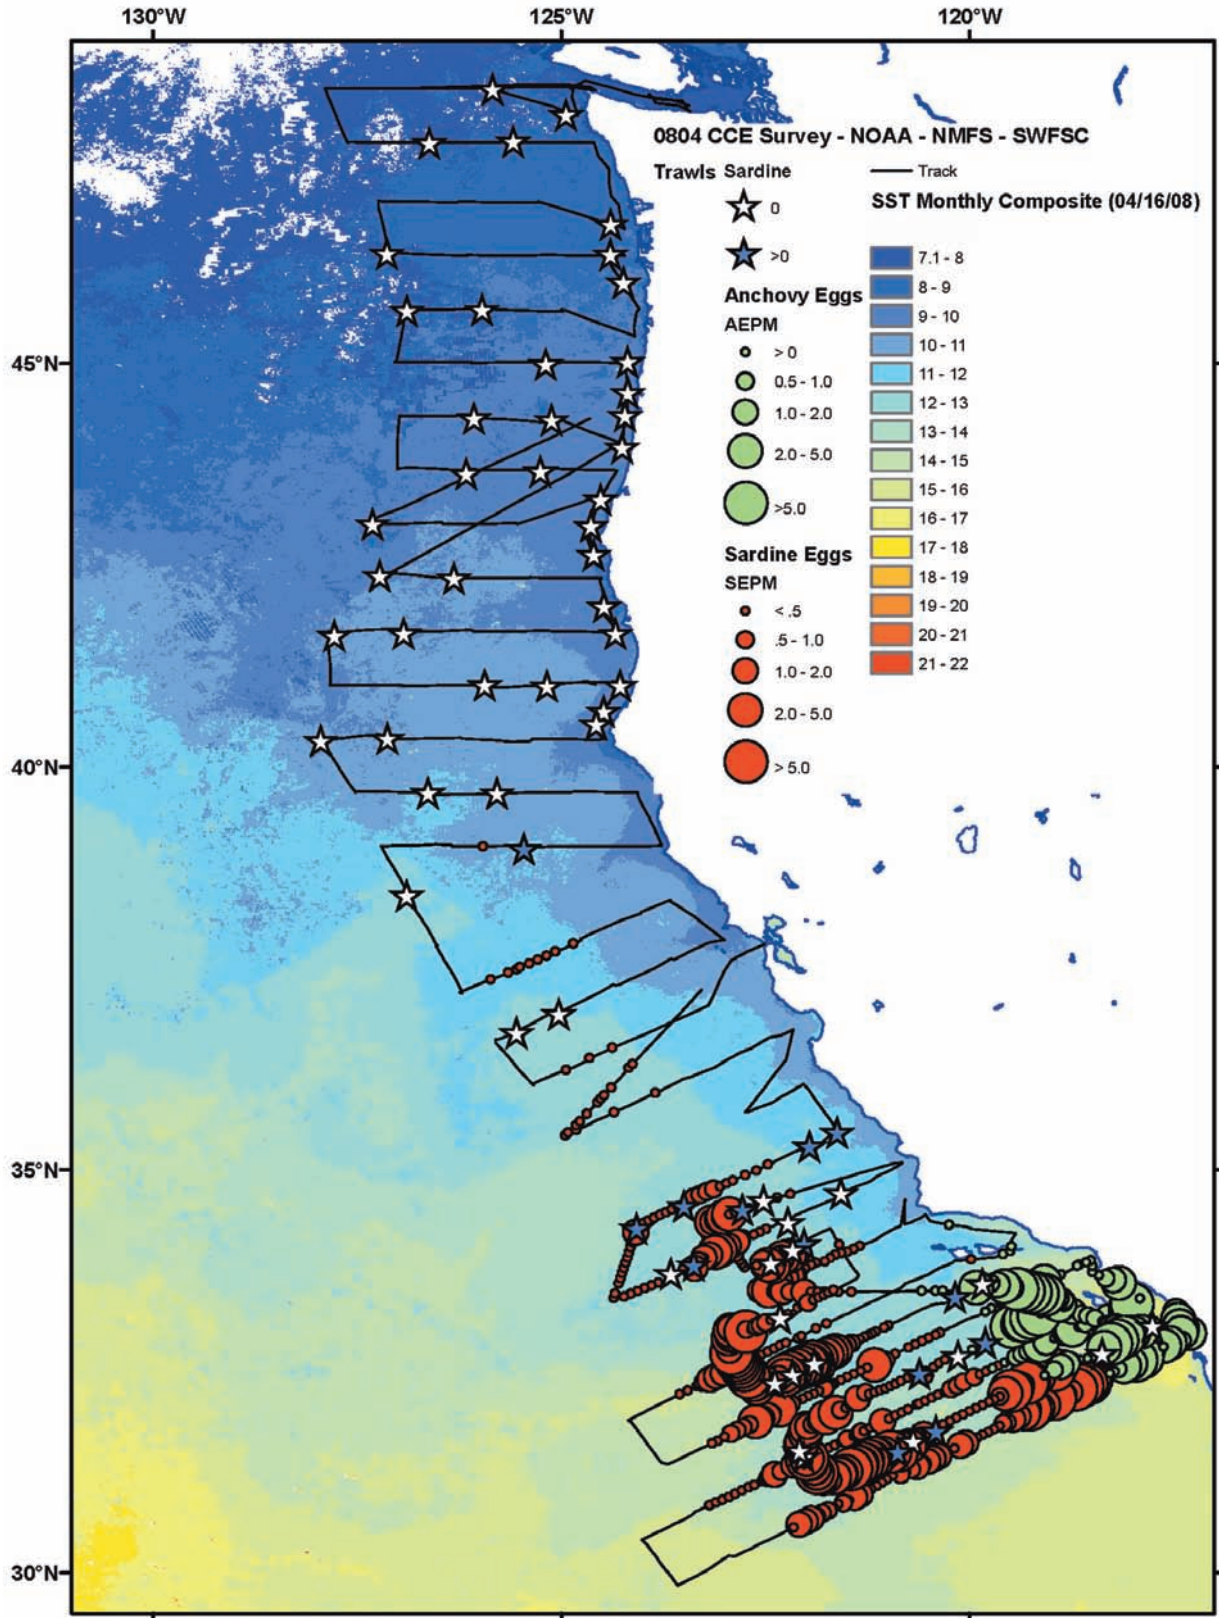 130°W 125°W 120°W
0804 CCE Survey - NOAA - NMFS - SWFSC
Trawls Sardine
0
>0
Anchovy Eggs
AEPM
> 0
0.5 - 1.0
1.0 - 2.0
2.0 - 5.0
>5.0
Sardine Eggs
SEPM
< .5
.5 - 1.0
1.0 - 2.0
2.0 - 5.0
> 5.0
Track
SST Monthly Composite (04/16/08)
7.1 - 8
8 - 9
9 - 10
10 - 11
11 - 12
12 - 13
13 - 14
14 - 15
15 - 16
16 - 17
17 - 18
18 - 19
19 - 20
20 - 21
21 - 22
45°N
40°N
35°N
30°N